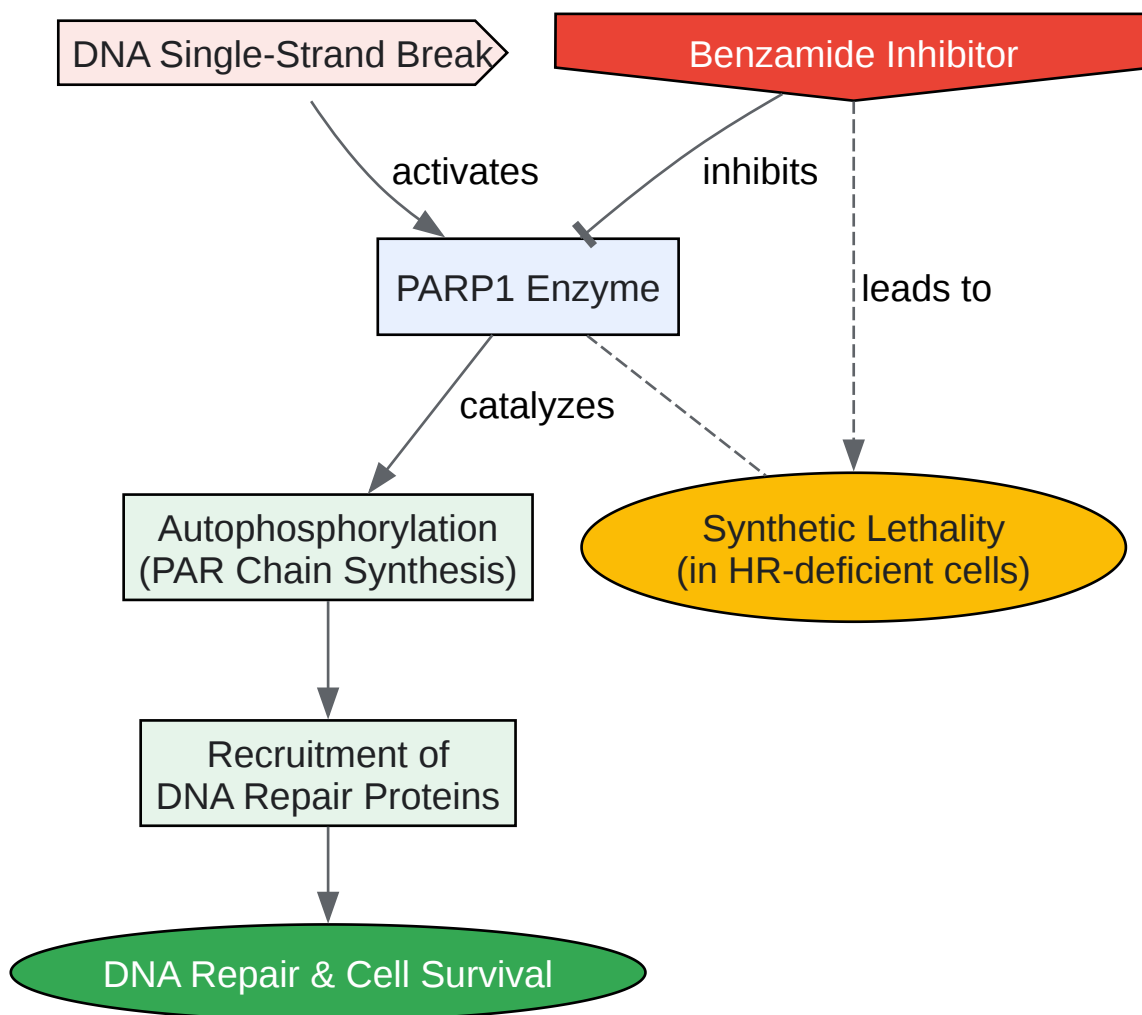 DNA Single-Strand Break
Benzamide Inhibitor
activates
inhibits
PARP1 Enzyme
leads to
catalyzes
Autophosphorylation
(PAR Chain Synthesis)
Synthetic Lethality
(in HR-deficient cells)
Recruitment of
DNA Repair Proteins
DNA Repair & Cell Survival